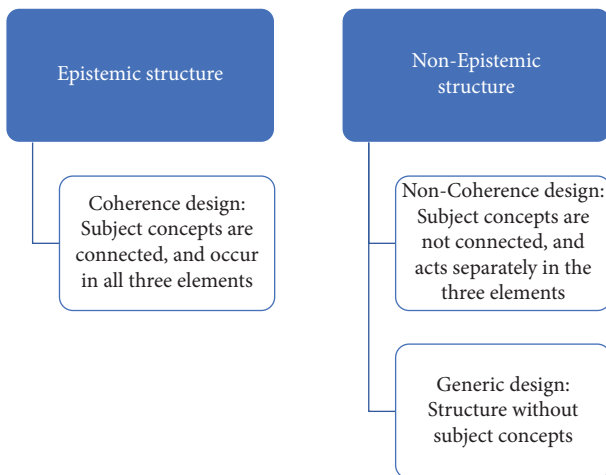 Epistemic structure
Coherence design:
Subject concepts are
connected, and occur
in all three elements
Non-Epistemic
structure
Non-Coherence design:
Subject concepts are
not connected, and
acts separately in the
three elements
Generic design:
Structure without
subject concepts